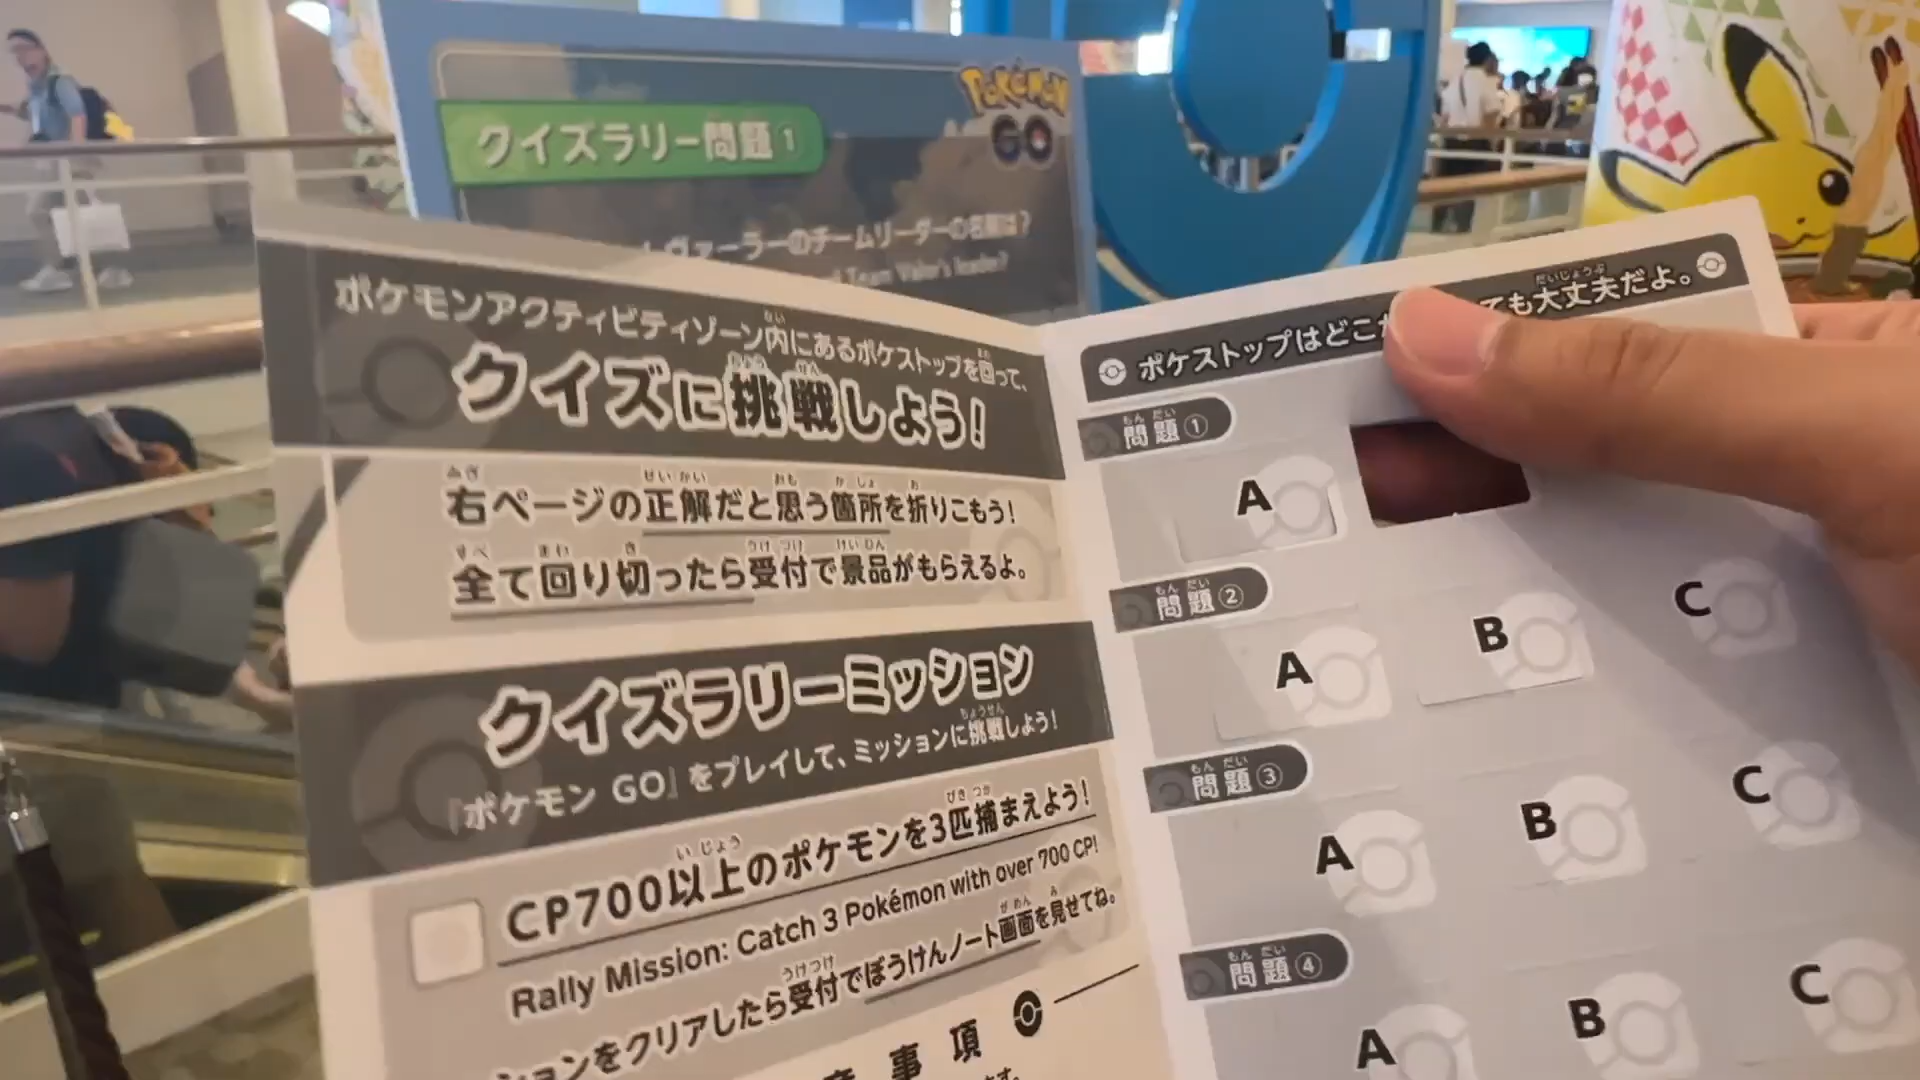 Pokémon GO
クイズラリー問題①
ヴァーラーのチームリーダーの名前は?
Team Valor's leader?
ポケモンアクティビティゾーン内にあるポケストップを回って、
クイズに挑戦しよう!
右ページの正解だと思う箇所を折りこもう!
全て回り切ったら受付で景品がもらえるよ。
クイズラリーミッション
『ポケモン GO』をプレイして、ミッションに挑戦しよう!
CP700以上のポケモンを3匹捕まえよう!
Rally Mission: Catch 3 Pokémon with over 700 CP!
ションをクリアしたら受付でぼうけんノート画面を見せてね。
事項
ポケストップはどこか
ても大丈夫だよ。
問題①
A
問題②
A B C
問題③
A B C
問題④
A B C